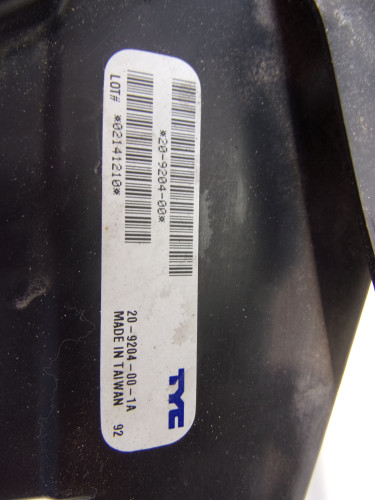 *20-9204-00*
LOT# *02141210*
TYC
20-9204-00-1A
MADE IN TAIWAN 92